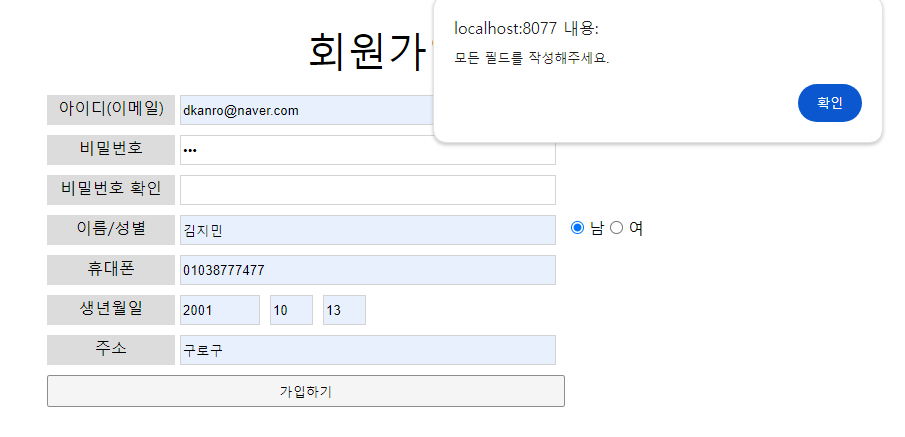 localhost:8077 내용:
모든 필드를 작성해주세요.
확인
회원가
아이디(이메일) dkanro@naver.com
비밀번호 •••
비밀번호 확인
이름/성별 김지민 남 여
휴대폰 01038777477
생년월일 2001 10 13
주소 구로구
가입하기